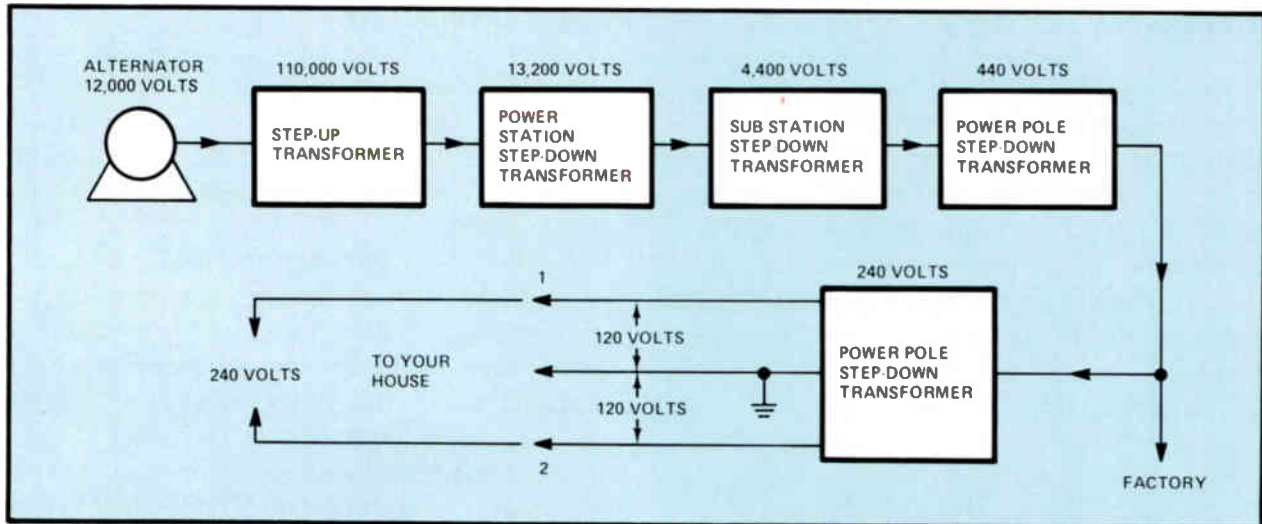 ALTERNATOR
12,000 VOLTS
110,000 VOLTS
13,200 VOLTS
4,400 VOLTS
440 VOLTS
STEP-UP
TRANSFORMER
POWER
STATION
STEP-DOWN
TRANSFORMER
SUB STATION
STEP DOWN
TRANSFORMER
POWER POLE
STEP-DOWN
TRANSFORMER
240 VOLTS
1
120 VOLTS
240 VOLTS
TO YOUR
HOUSE
POWER POLE
STEP-DOWN
TRANSFORMER
120 VOLTS
2
FACTORY